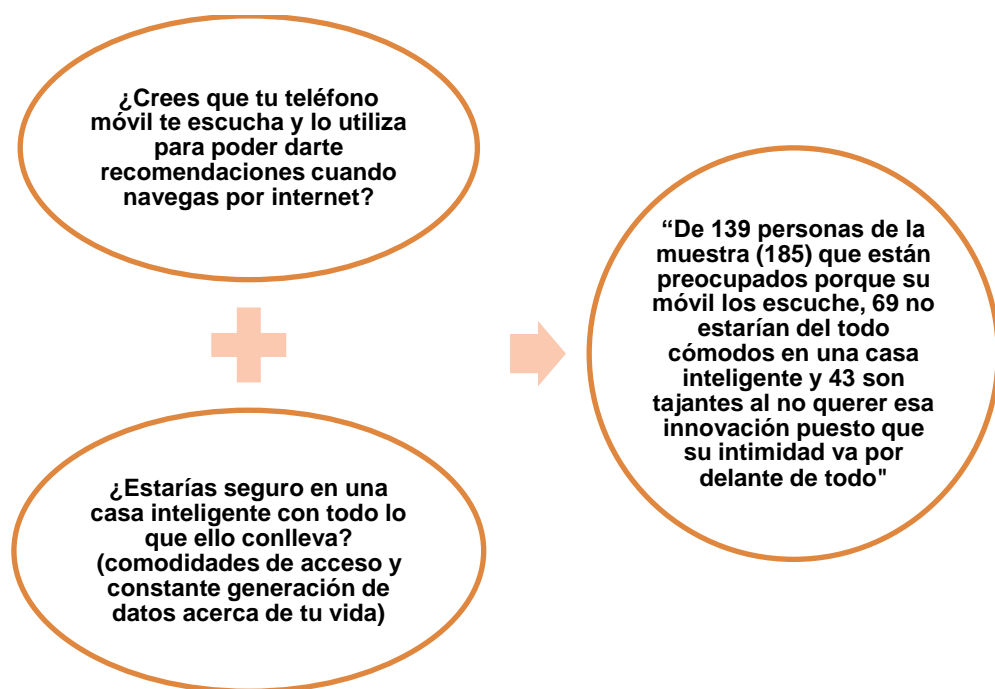 ¿Crees que tu teléfono
móvil te escucha y lo utiliza
para poder darte
recomendaciones cuando
navegas por internet?
¿Estarías seguro en una
casa inteligente con todo lo
que ello conlleva?
(comodidades de acceso y
constante generación de
datos acerca de tu vida)
“De 139 personas de la
muestra (185) que están
preocupados porque su
móvil los escuche, 69 no
estarían del todo
cómodos en una casa
inteligente y 43 son
tajantes al no querer esa
innovación puesto que
su intimidad va por
delante de todo"